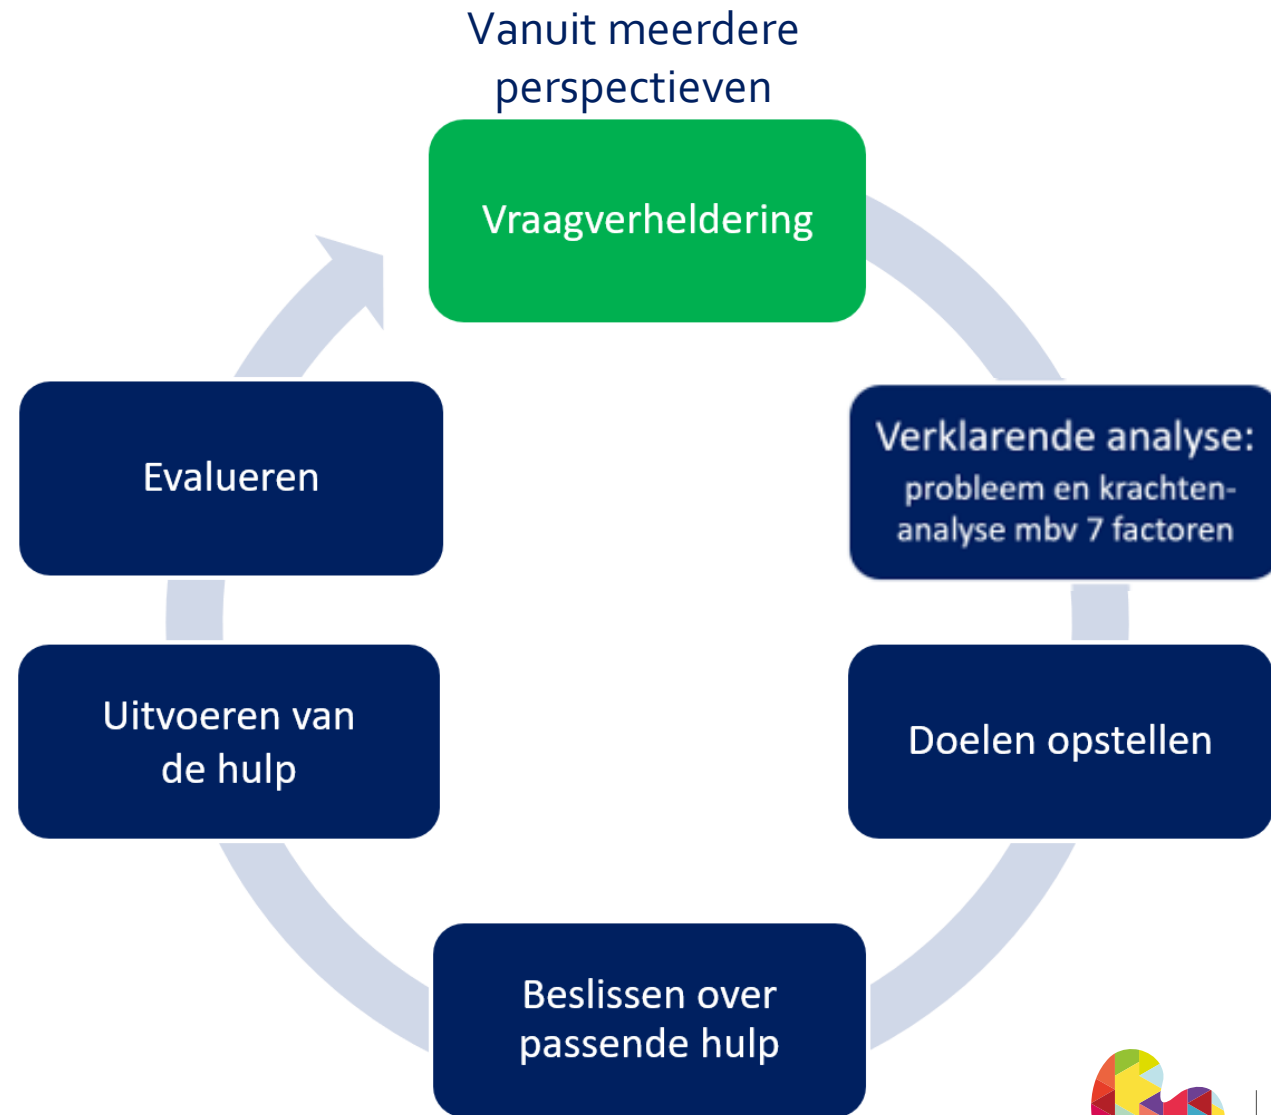 Vanuit meerdere
perspectieven
Vraagverheldering
Verklarende analyse:
probleem en krachten-
analyse mbv 7 factoren
Doelen opstellen
Beslissen over
passende hulp
Uitvoeren van
de hulp
Evalueren